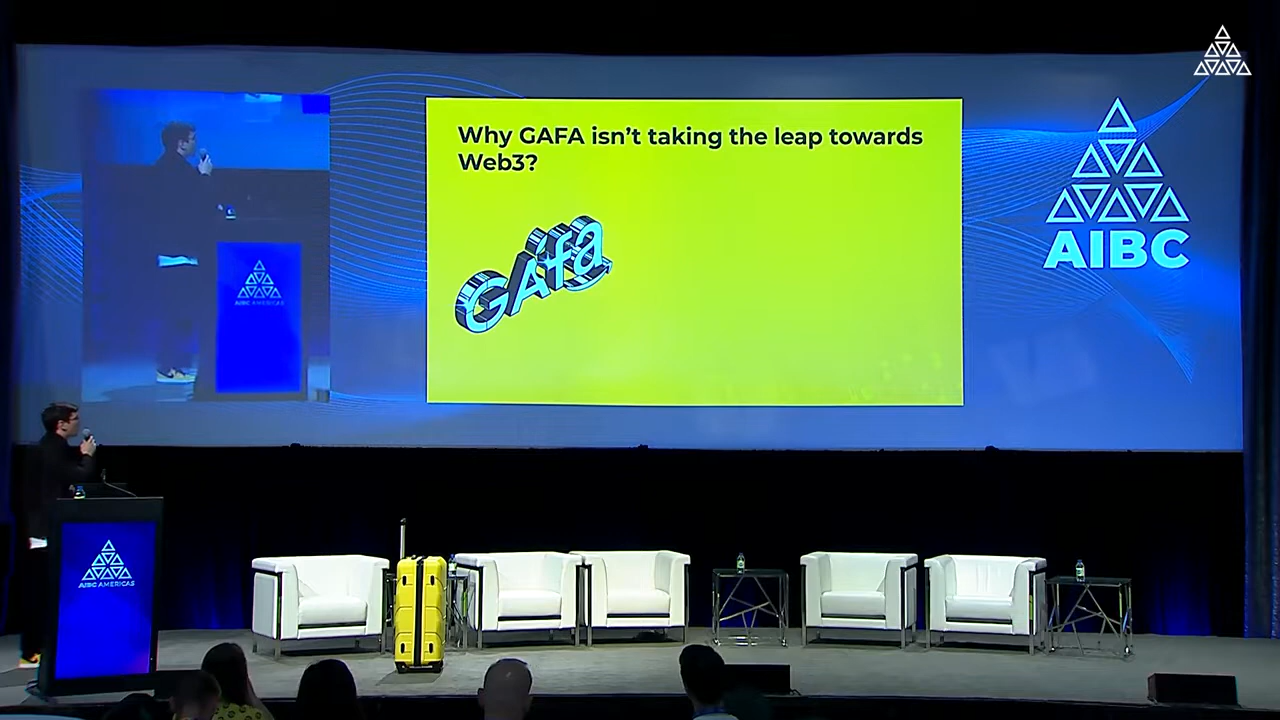 Why GAFA isn't taking the leap towards
Web3?
GAfa
AIBC
AIBC AMERICAS
AIBC AMERICAS